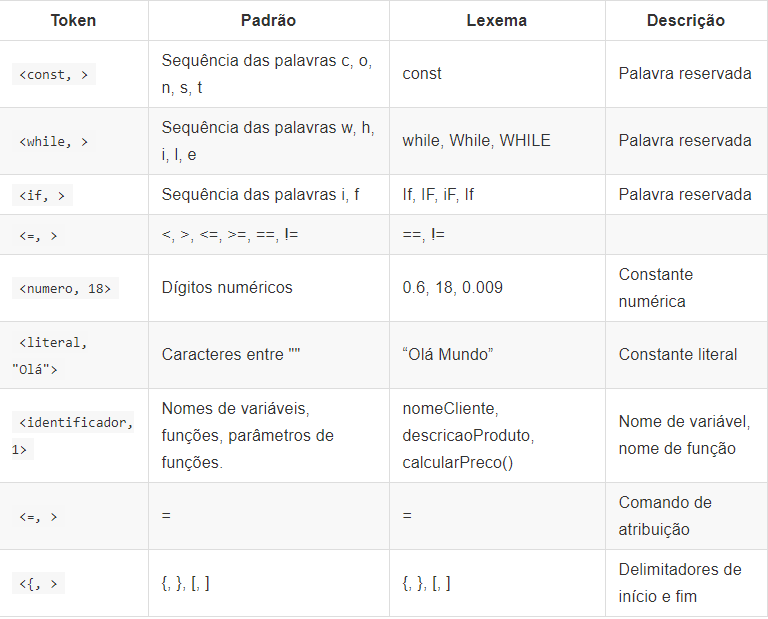 Token Padrão Lexema Descrição
<const, > Sequência das palavras c, o, n, s, t const Palavra reservada
<while, > Sequência das palavras w, h, i, l, e while, While, WHILE Palavra reservada
<if, > Sequência das palavras i, f If, IF, iF, If Palavra reservada
<=, > <, >, <=, >=, ==, != ==, !=
<numero, 18> Dígitos numéricos 0.6, 18, 0.009 Constante numérica
<literal, "Olá"> Caracteres entre "" “Olá Mundo” Constante literal
<identificador, 1> Nomes de variáveis, funções, parâmetros de funções. nomeCliente, descricaoProduto, calcularPreco() Nome de variável, nome de função
<=, > = = Comando de atribuição
<{, > {, }, [, ] {, }, [, ] Delimitadores de início e fim